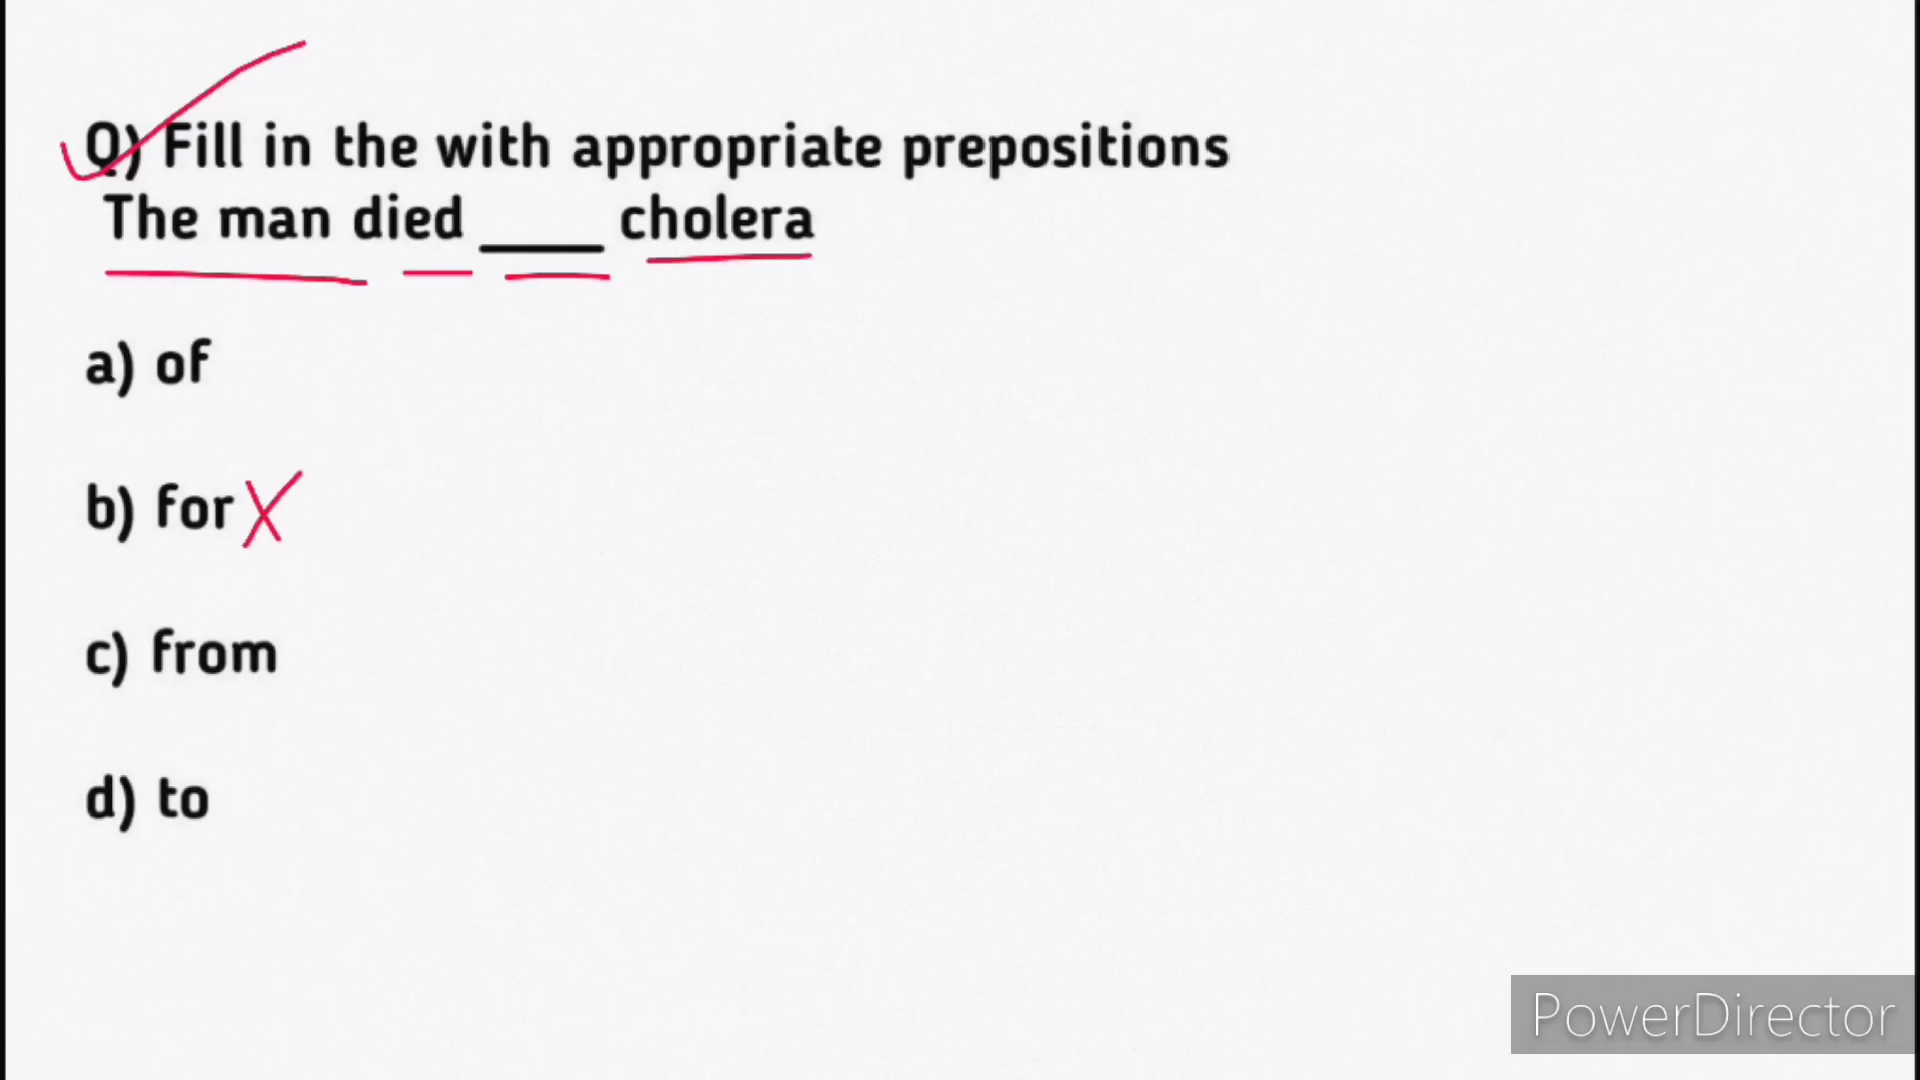 Q) Fill in the with appropriate prepositions
The man died ____ cholera
a) of
b) for
c) from
d) to
PowerDirector